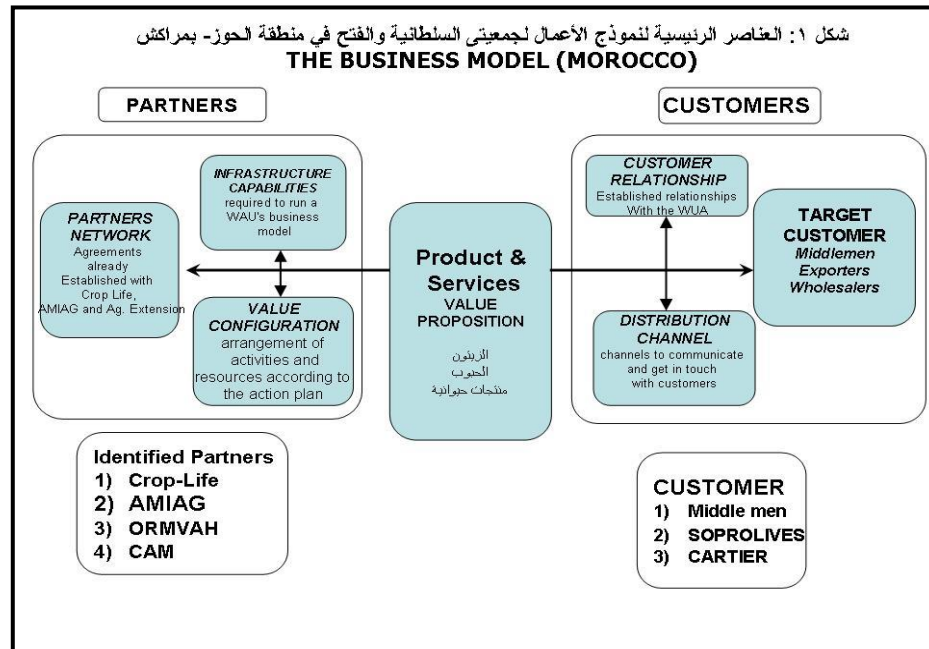 شكل ١: العناصر الرئيسية لنموذج الأعمال لجمعيتى السلطانية والفتح في منطقة الحوز- بمراكش
THE BUSINESS MODEL (MOROCCO)
PARTNERS
CUSTOMERS
PARTNERS
NETWORK
Agreements
already
Established with
Crop Life,
AMIAG and Ag. Extension
INFRASTRUCTURE
CAPABILITIES
required to run a
WAU's business
model
VALUE
CONFIGURATION
arrangement of
activities and
resources according to
the action plan
Product &
Services
VALUE
PROPOSITION
الزيتون
الحبوب
منتجات حيوانية
CUSTOMER
RELATIONSHIP
Established relationships
With the WUA
DISTRIBUTION
CHANNEL
channels to communicate
and get in touch
with customers
TARGET
CUSTOMER
Middlemen
Exporters
Wholesalers
Identified Partners
1) Crop-Life
2) AMIAG
3) ORMVAH
4) CAM
CUSTOMER
1) Middle men
2) SOPROLIVES
3) CARTIER